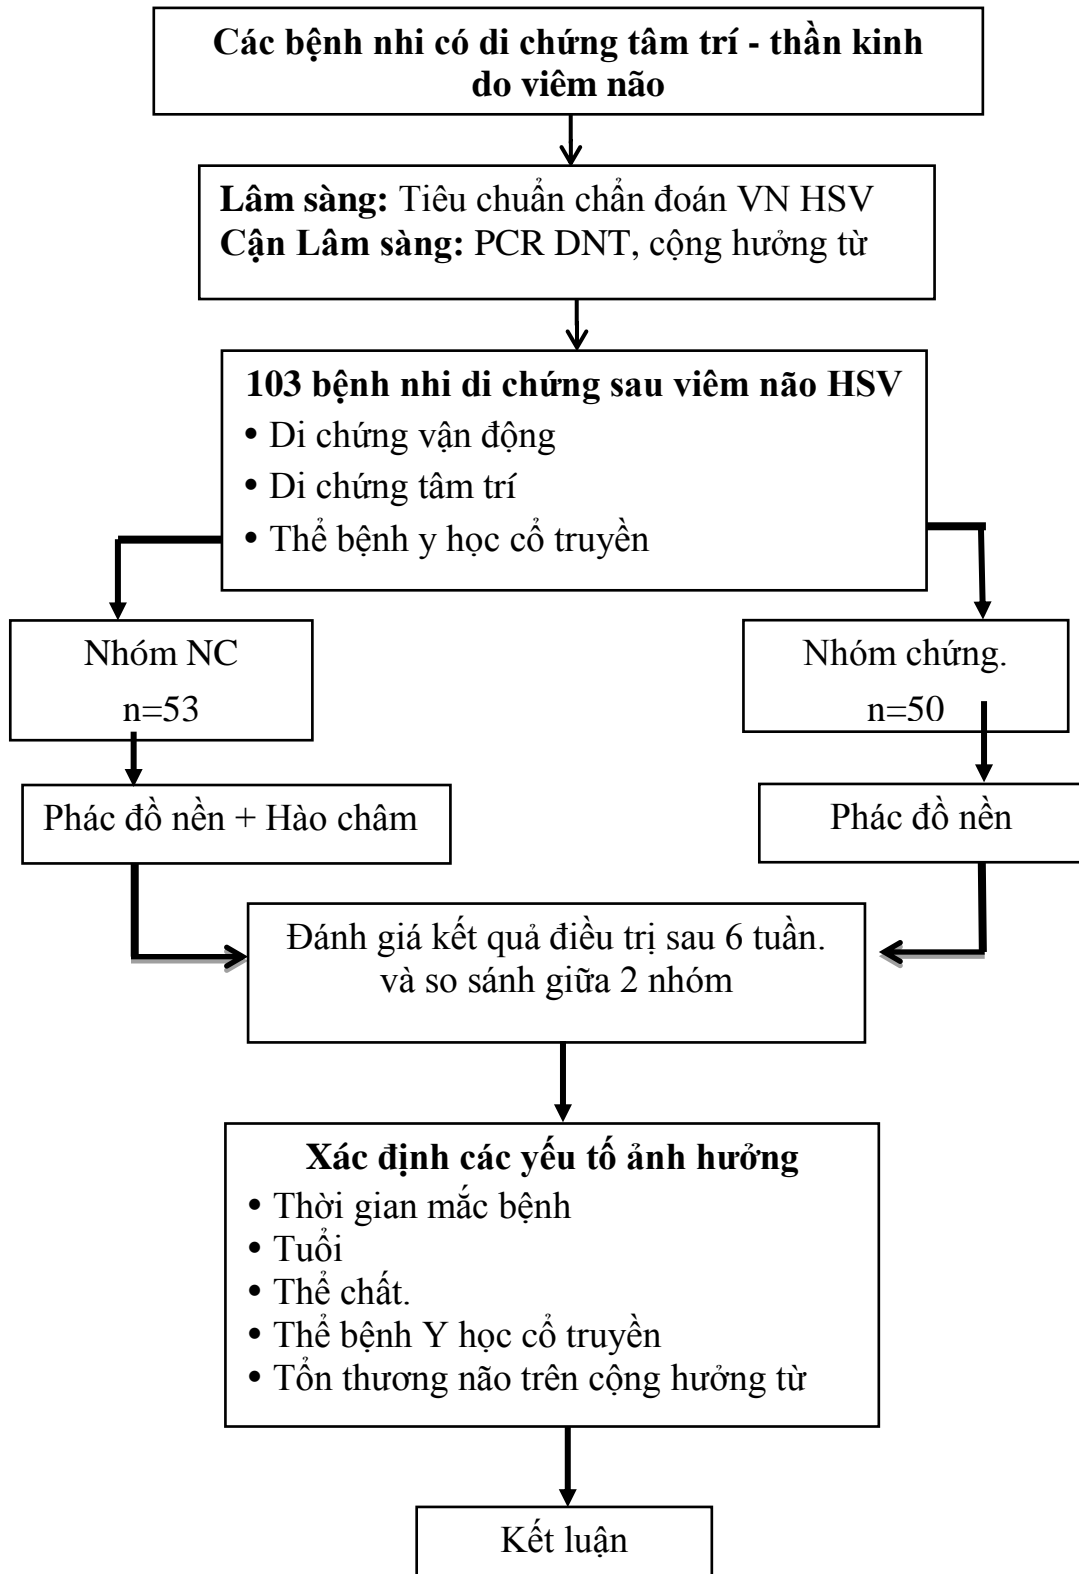 Các bệnh nhi có di chứng tâm trí - thần kinh
do viêm não
Lâm sàng: Tiêu chuẩn chẩn đoán VN HSV
Cận Lâm sàng: PCR DNT, cộng hưởng từ
103 bệnh nhi di chứng sau viêm não HSV
• Di chứng vận động
• Di chứng tâm trí
• Thể bệnh y học cổ truyền
Nhóm NC
n=53
Nhóm chứng.
n=50
Phác đồ nền + Hào châm
Phác đồ nền
Đánh giá kết quả điều trị sau 6 tuần.
và so sánh giữa 2 nhóm
Xác định các yếu tố ảnh hưởng
• Thời gian mắc bệnh
• Tuổi
• Thể chất.
• Thể bệnh Y học cổ truyền
• Tổn thương não trên cộng hưởng từ
Kết luận